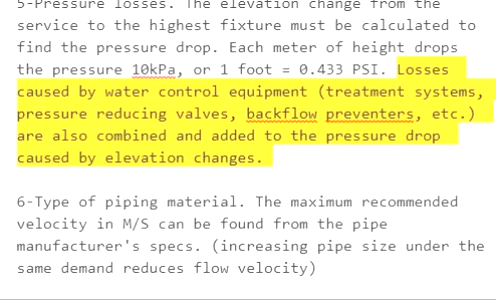 5-Pressure losses. The elevation change from the
service to the highest fixture must be calculated to
find the pressure drop. Each meter of height drops
the pressure 10kPa, or 1 foot = 0.433 PSI. Losses
caused by water control equipment (treatment systems,
pressure reducing valves, backflow preventers, etc.)
are also combined and added to the pressure drop
caused by elevation changes.
6-Type of piping material. The maximum recommended
velocity in M/S can be found from the pipe
manufacturer's specs. (increasing pipe size under the
same demand reduces flow velocity)